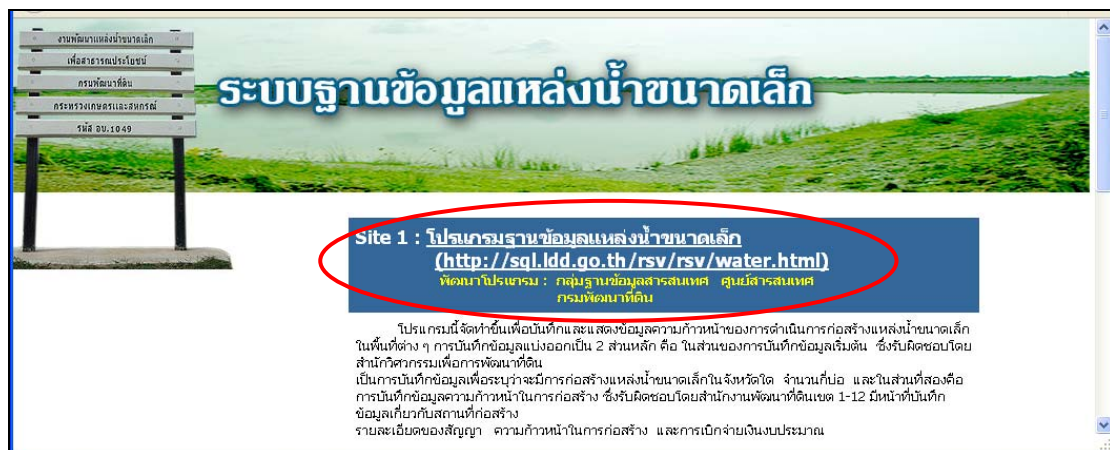 งานพัฒนาแหล่งน้ำขนาดเล็ก
เพื่อสาธารณประโยชน์
กรมพัฒนาที่ดิน
กระทรวงเกษตรและสหกรณ์
รหัส อบ.1049
ระบบฐานข้อมูลแหล่งน้ำขนาดเล็ก
Site 1 : โปรแกรมฐานข้อมูลแหล่งน้ำขนาดเล็ก
(http://sql.ldd.go.th/rsv/rsv/water.html)
พัฒนาโปรแกรม : กลุ่มฐานข้อมูลสารสนเทศ ศูนย์สารสนเทศ
กรมพัฒนาที่ดิน
โปรแกรมนี้จัดทำขึ้นเพื่อบันทึกและแสดงข้อมูลความก้าวหน้าของการดำเนินการก่อสร้างแหล่งน้ำขนาดเล็ก
ในพื้นที่ต่าง ๆ การบันทึกข้อมูลแบ่งออกเป็น 2 ส่วนหลัก คือ ในส่วนของการบันทึกข้อมูลเริ่มต้น ซึ่งรับผิดชอบโดย
สำนักวิศวกรรมเพื่อการพัฒนาที่ดิน
เป็นการบันทึกข้อมูลเพื่อระบุว่าจะมีการก่อสร้างแหล่งน้ำขนาดเล็กในจังหวัดใด จำนวนกี่บ่อ และในส่วนที่สองคือ
การบันทึกข้อมูลความก้าวหน้าในการก่อสร้าง ซึ่งรับผิดชอบโดยสำนักงานพัฒนาที่ดินเขต 1-12 มีหน้าที่บันทึก
ข้อมูลเกี่ยวกับสถานที่ก่อสร้าง
รายละเอียดของสัญญา ความก้าวหน้าในการก่อสร้าง และการเบิกจ่ายเงินงบประมาณ